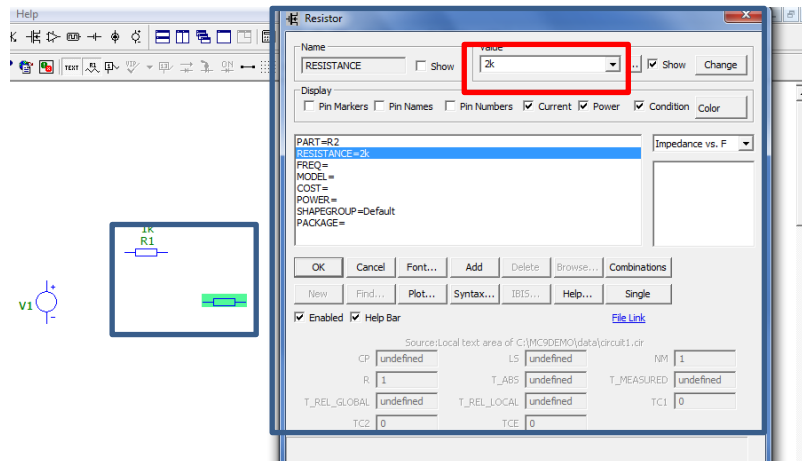 Help
Resistor
Name
Value
RESISTANCE
Show
2k
...
Show
Change
Display
Pin Markers
Pin Names
Pin Numbers
Current
Power
Condition
Color
PART=R2
RESISTANCE=2k
FREQ=
MODEL=
COST=
POWER=
SHAPEGROUP=Default
PACKAGE=
Impedance vs. F
OK
Cancel
Font...
Add
Delete
Browse...
Combinations
New
Find...
Plot...
Syntax...
IBIS...
Help...
Single
Enabled
Help Bar
File Link
Source:Local text area of C:\MC9DEMO\data\circuit1.cir
CP undefined
LS undefined
NM 1
R 1
T_ABS undefined
T_MEASURED undefined
T_REL_GLOBAL undefined
T_REL_LOCAL undefined
TC1 0
TC2 0
TCE 0
TEXT
1k
R1
V1
+
-